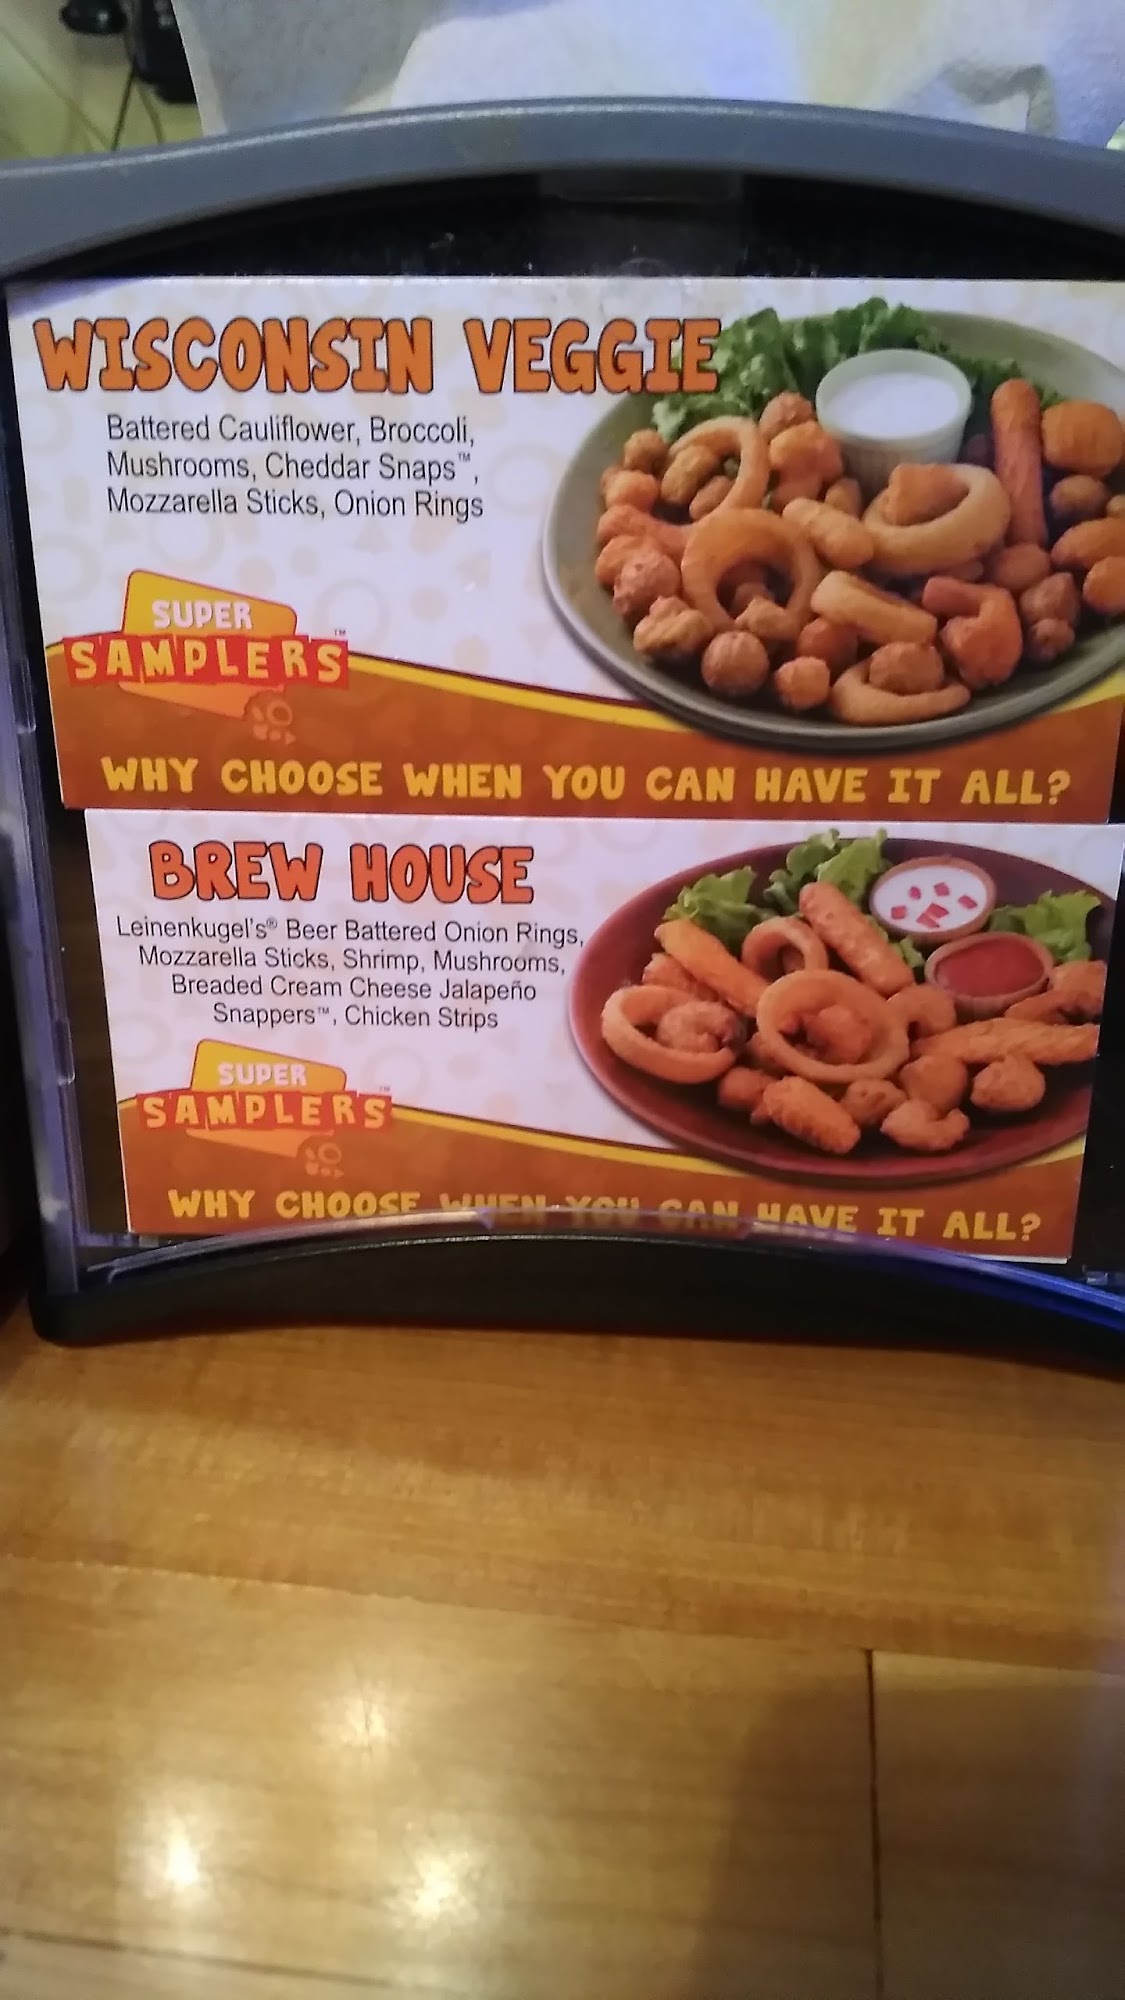 WISCONSIN VEGGIE
Battered Cauliflower, Broccoli,
Mushrooms, Cheddar Snaps™,
Mozzarella Sticks, Onion Rings
SUPER
SAMPLERS™
WHY CHOOSE WHEN YOU CAN HAVE IT ALL?
BREW HOUSE
Leinenkugel's® Beer Battered Onion Rings,
Mozzarella Sticks, Shrimp, Mushrooms,
Breaded Cream Cheese Jalapeño
Snappers™, Chicken Strips
SUPER
SAMPLERS™
WHY CHOOSE WHEN YOU CAN HAVE IT ALL?